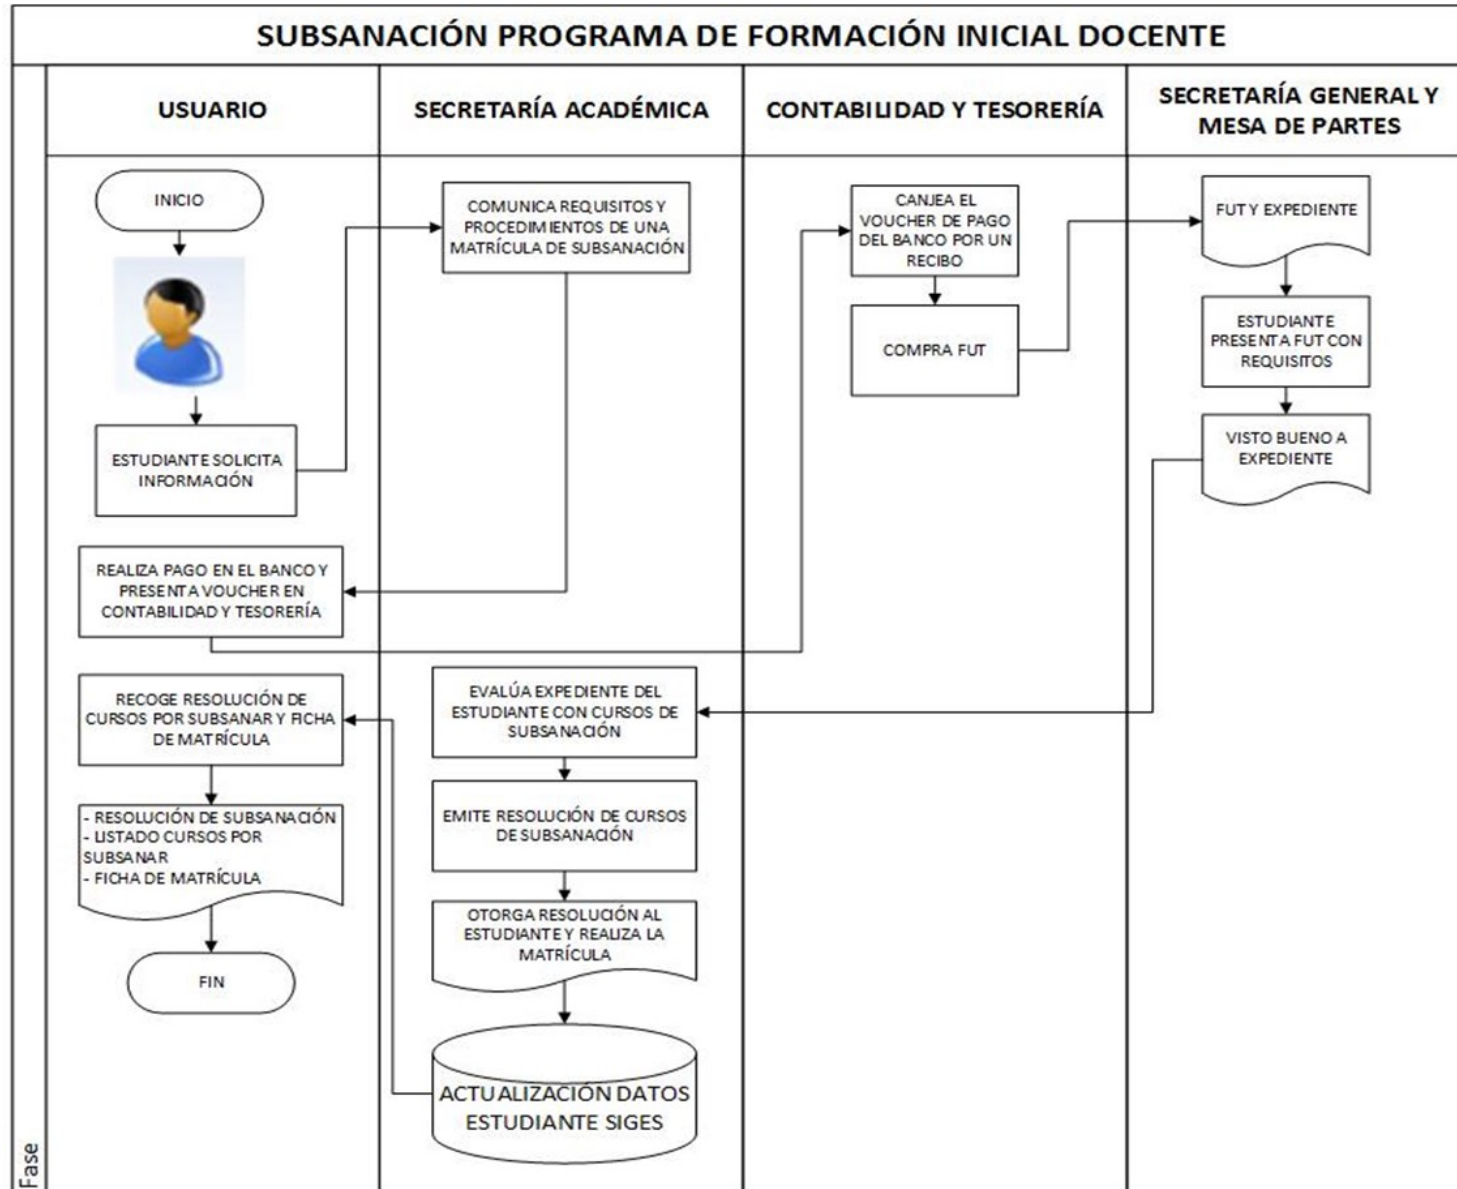 SUBSANACIÓN PROGRAMA DE FORMACIÓN INICIAL DOCENTE
USUARIO
SECRETARÍA ACADÉMICA
CONTABILIDAD Y TESORERÍA
SECRETARÍA GENERAL Y
MESA DE PARTES
INICIO
ESTUDIANTE SOLICITA
INFORMACIÓN
COMUNICA REQUISITOS Y
PROCEDIMIENTOS DE UNA
MATRÍCULA DE SUBSANACIÓN
REALIZA PAGO EN EL BANCO Y
PRESENTA VOUCHER EN
CONTABILIDAD Y TESORERÍA
CANJEA EL
VOUCHER DE PAGO
DEL BANCO POR UN
RECIBO
COMPRA FUT
FUT Y EXPEDIENTE
ESTUDIANTE
PRESENTA FUT CON
REQUISITOS
VISTO BUENO A
EXPEDIENTE
EVALÚA EXPEDIENTE DEL
ESTUDIANTE CON CURSOS DE
SUBSANACIÓN
EMITE RESOLUCIÓN DE CURSOS
DE SUBSANACIÓN
OTORGA RESOLUCIÓN AL
ESTUDIANTE Y REALIZA LA
MATRÍCULA
ACTUALIZACIÓN DATOS
ESTUDIANTE SIGES
RECOGE RESOLUCIÓN DE
CURSOS POR SUBSANAR Y FICHA
DE MATRÍCULA
- RESOLUCIÓN DE SUBSANACIÓN
- LISTADO CURSOS POR
SUBSANAR
- FICHA DE MATRÍCULA
FIN
Fase